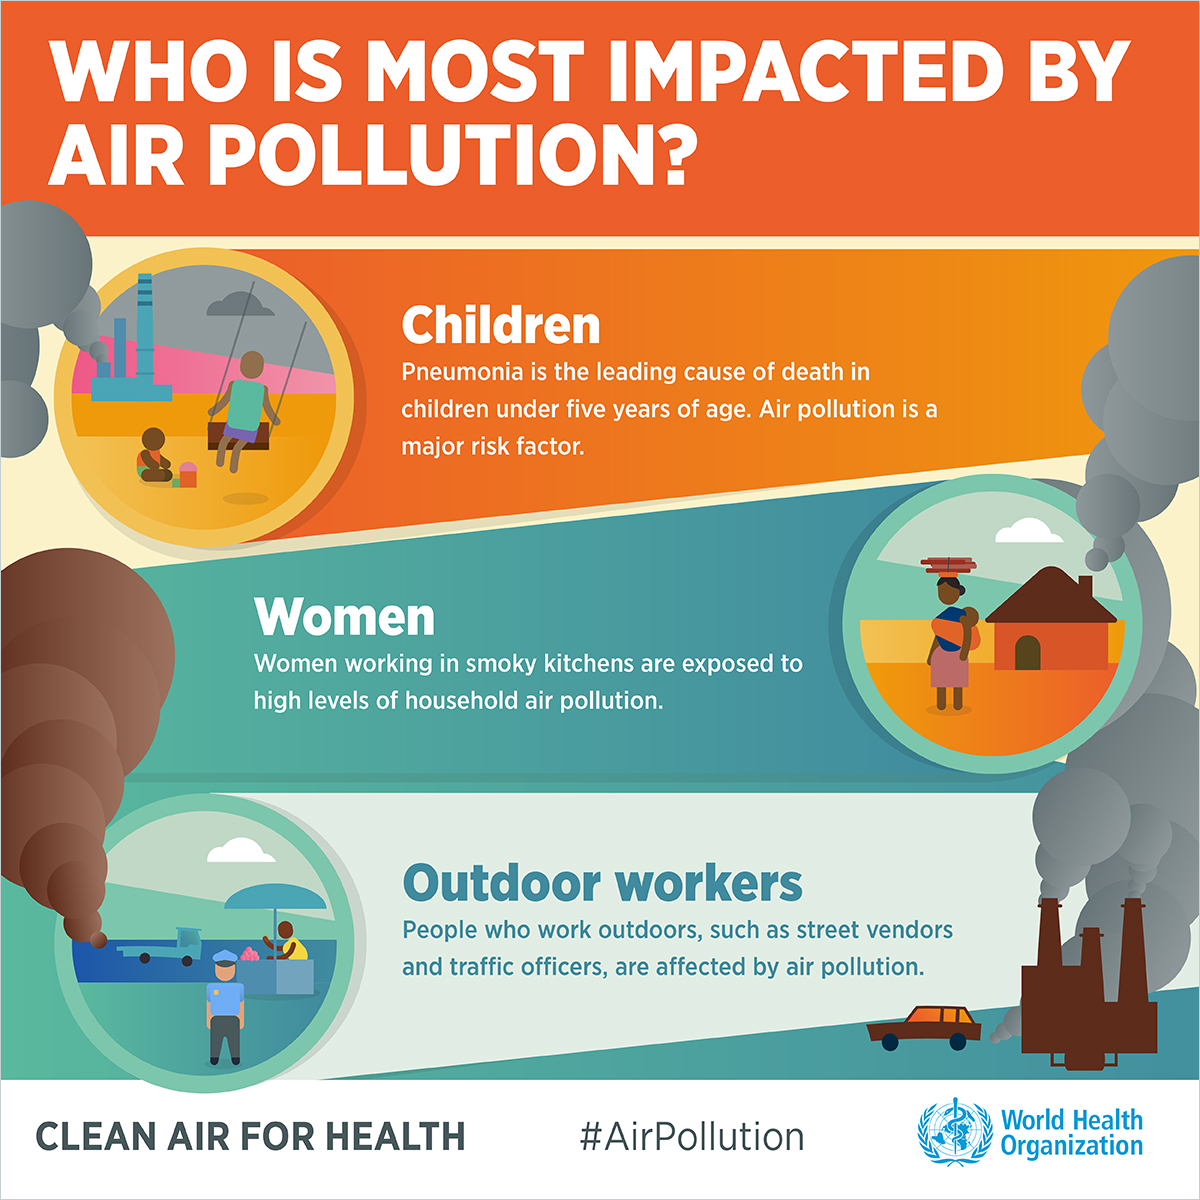 WHO IS MOST IMPACTED BY
AIR POLLUTION?
Children
Pneumonia is the leading cause of death in
children under five years of age. Air pollution is a
major risk factor.
Women
Women working in smoky kitchens are exposed to
high levels of household air pollution.
Outdoor workers
People who work outdoors, such as street vendors
and traffic officers, are affected by air pollution.
CLEAN AIR FOR HEALTH
#AirPollution
World Health
Organization